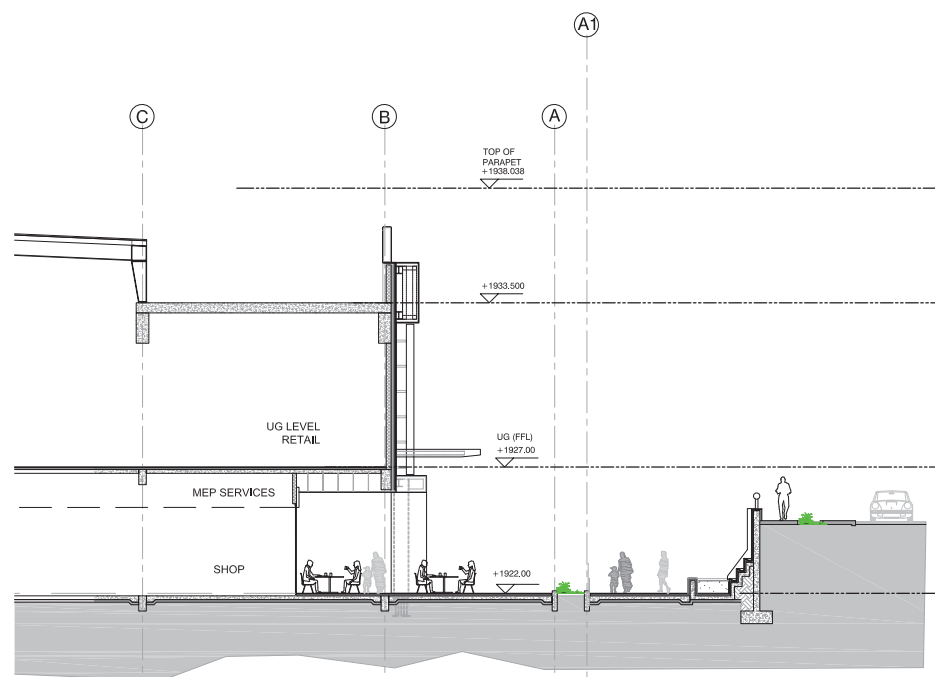 A1
C
B
A
TOP OF
PARAPET
+1938.038
+1933.500
UG LEVEL
RETAIL
UG (FFL)
+1927.00
MEP SERVICES
SHOP
+1922.00